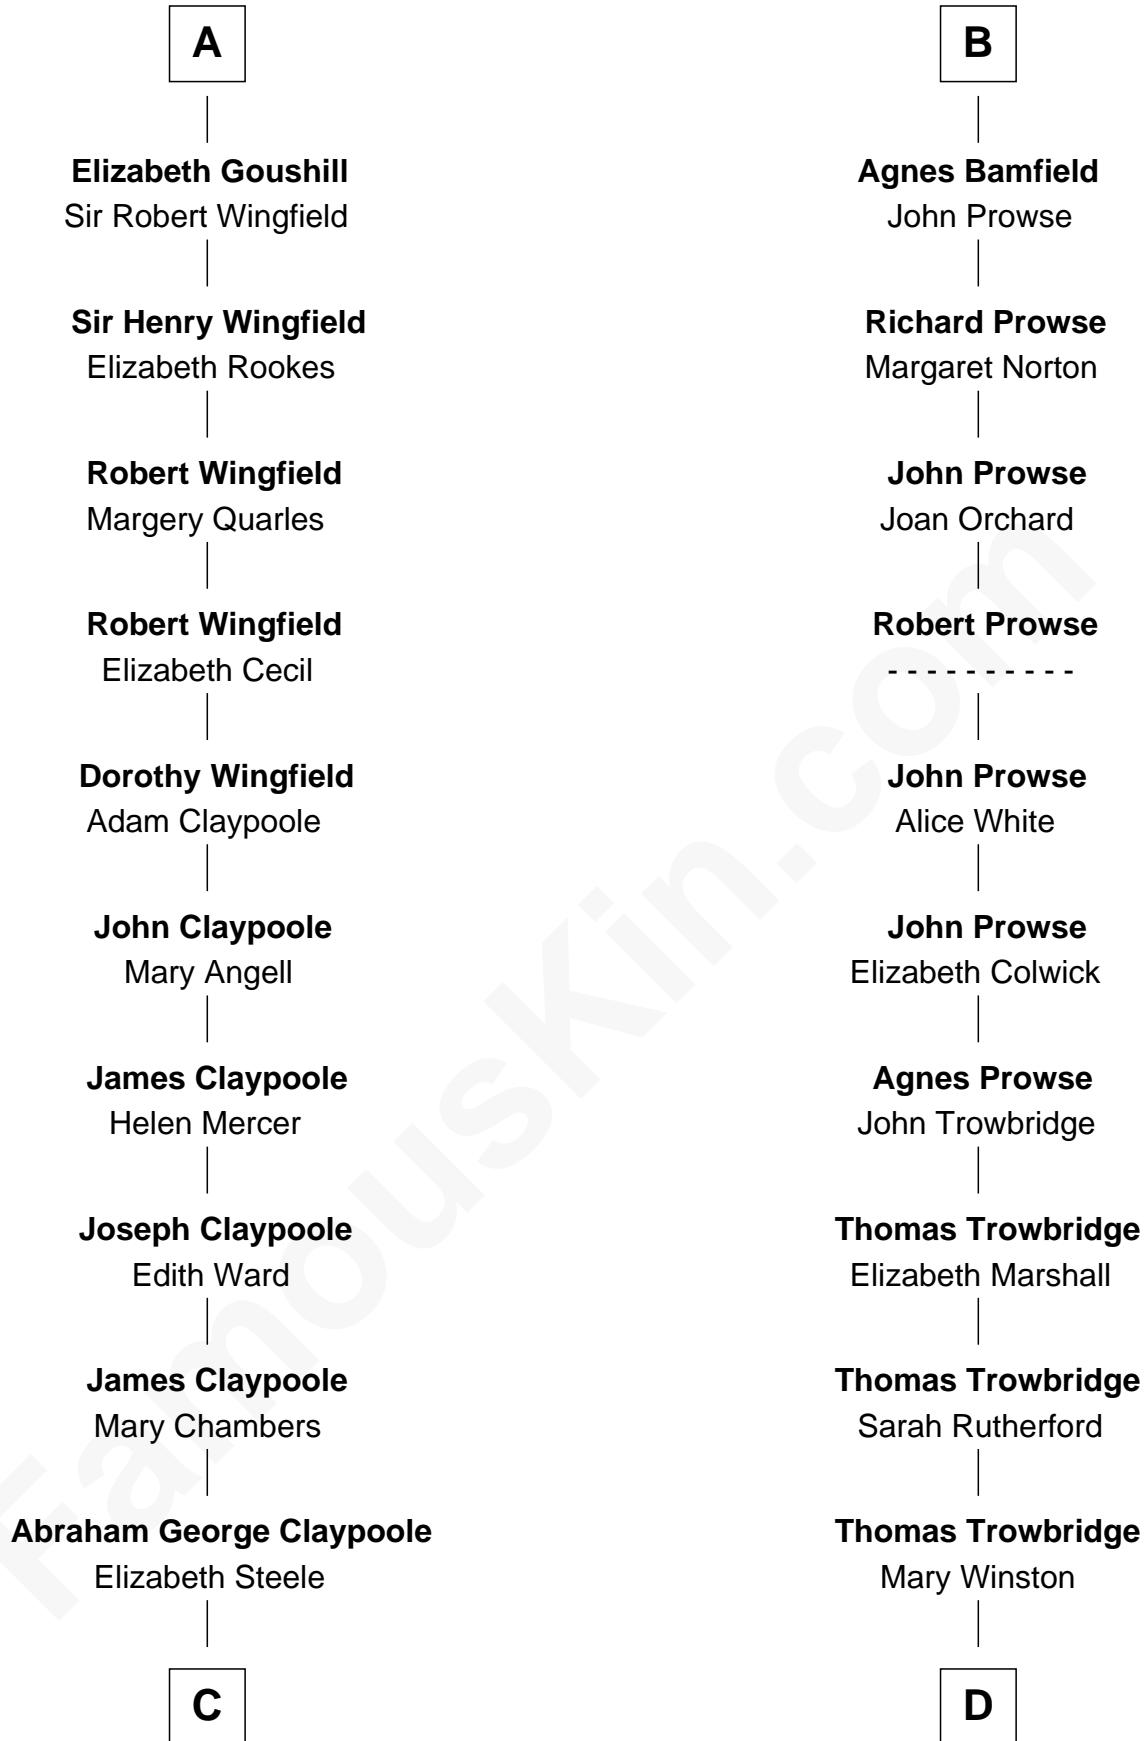 A
Elizabeth Goushill
Sir Robert Wingfield
Sir Henry Wingfield
Elizabeth Rookes
Robert Wingfield
Margery Quarles
Robert Wingfield
Elizabeth Cecil
Dorothy Wingfield
Adam Claypoole
John Claypoole
Mary Angell
James Claypoole
Helen Mercer
Joseph Claypoole
Edith Ward
James Claypoole
Mary Chambers
Abraham George Claypoole
Elizabeth Steele
C
B
Agnes Bamfield
John Prowse
Richard Prowse
Margaret Norton
John Prowse
Joan Orchard
Robert Prowse
- - - - - - - - - -
John Prowse
Alice White
John Prowse
Elizabeth Colwick
Agnes Prowse
John Trowbridge
Thomas Trowbridge
Elizabeth Marshall
Thomas Trowbridge
Sarah Rutherford
Thomas Trowbridge
Mary Winston
D
FamousKin.com